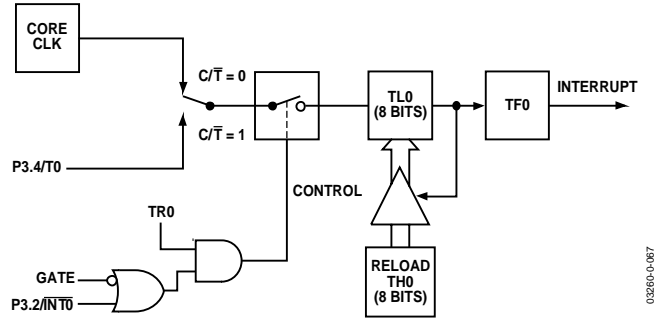 CORE
CLK
C/T̅ = 0
C/T̅ = 1
P3.4/T0
TL0
(8 BITS)
TF0
INTERRUPT
CONTROL
TR0
GATE
P3.2/I̅N̅T̅0̅
RELOAD
TH0
(8 BITS)
03260-0-067